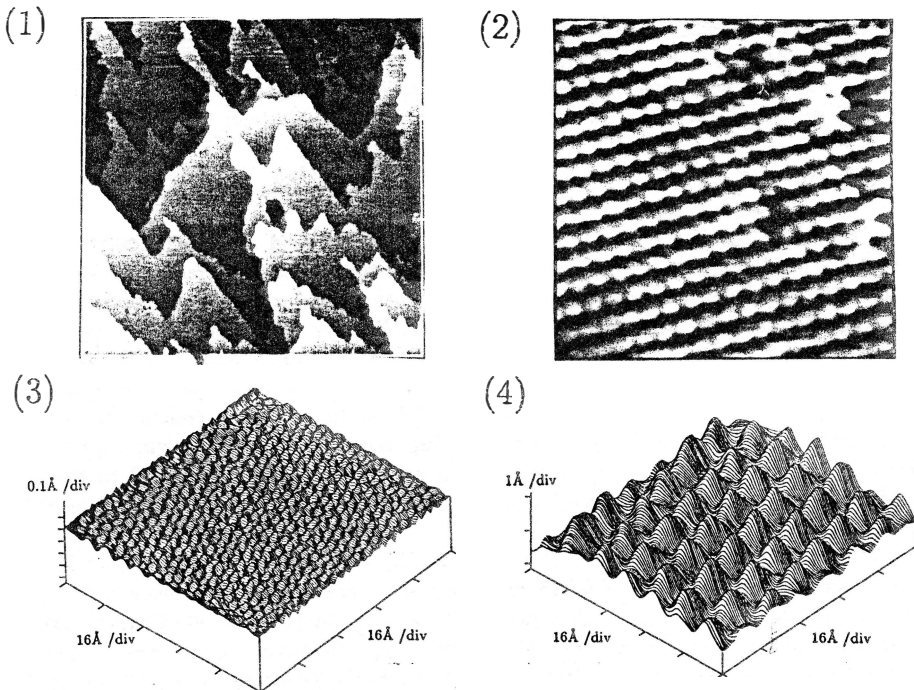 (1)
(2)
(3)
0.1Å /div
16Å /div
16Å /div
(4)
1Å /div
16Å /div
16Å /div